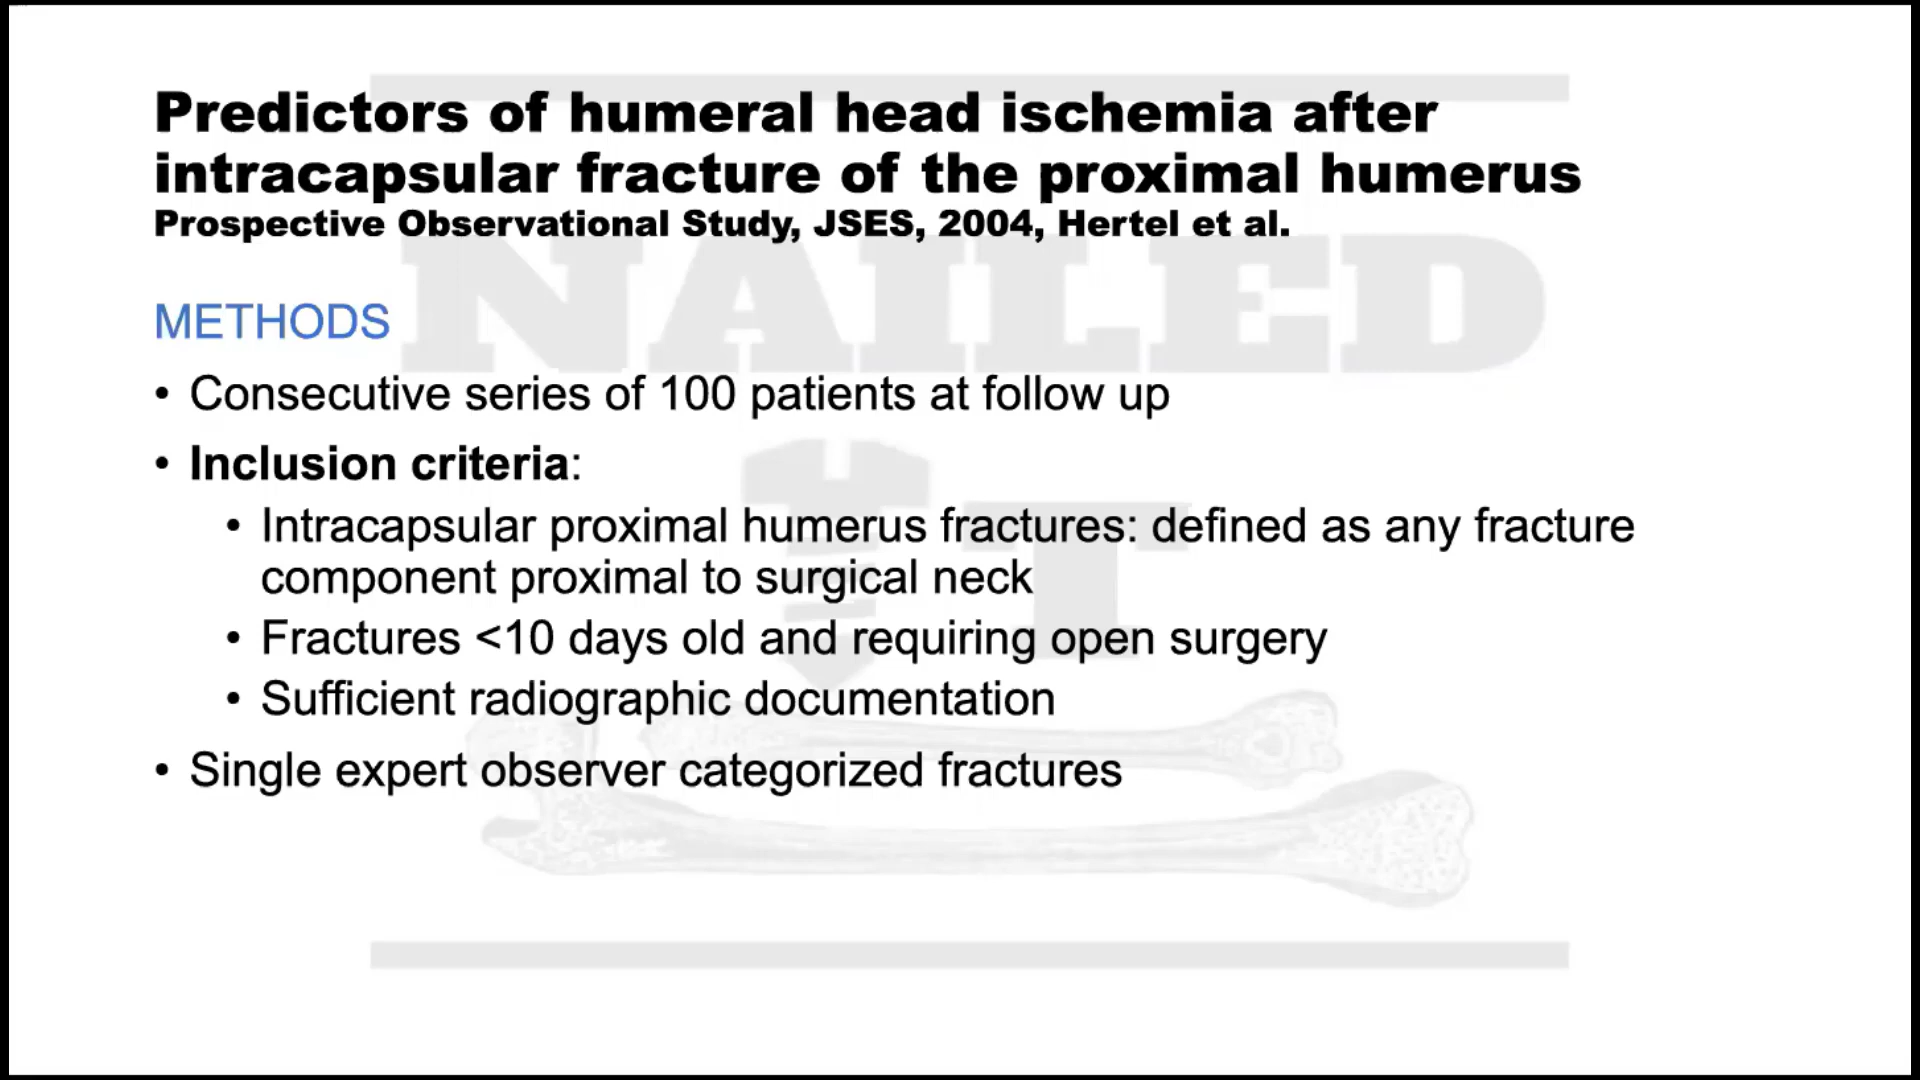 Predictors of humeral head ischemia after
intracapsular fracture of the proximal humerus
Prospective Observational Study, JSES, 2004, Hertel et al.
NAILED
IT
METHODS
• Consecutive series of 100 patients at follow up
• Inclusion criteria:
• Intracapsular proximal humerus fractures: defined as any fracture
component proximal to surgical neck
• Fractures <10 days old and requiring open surgery
• Sufficient radiographic documentation
• Single expert observer categorized fractures